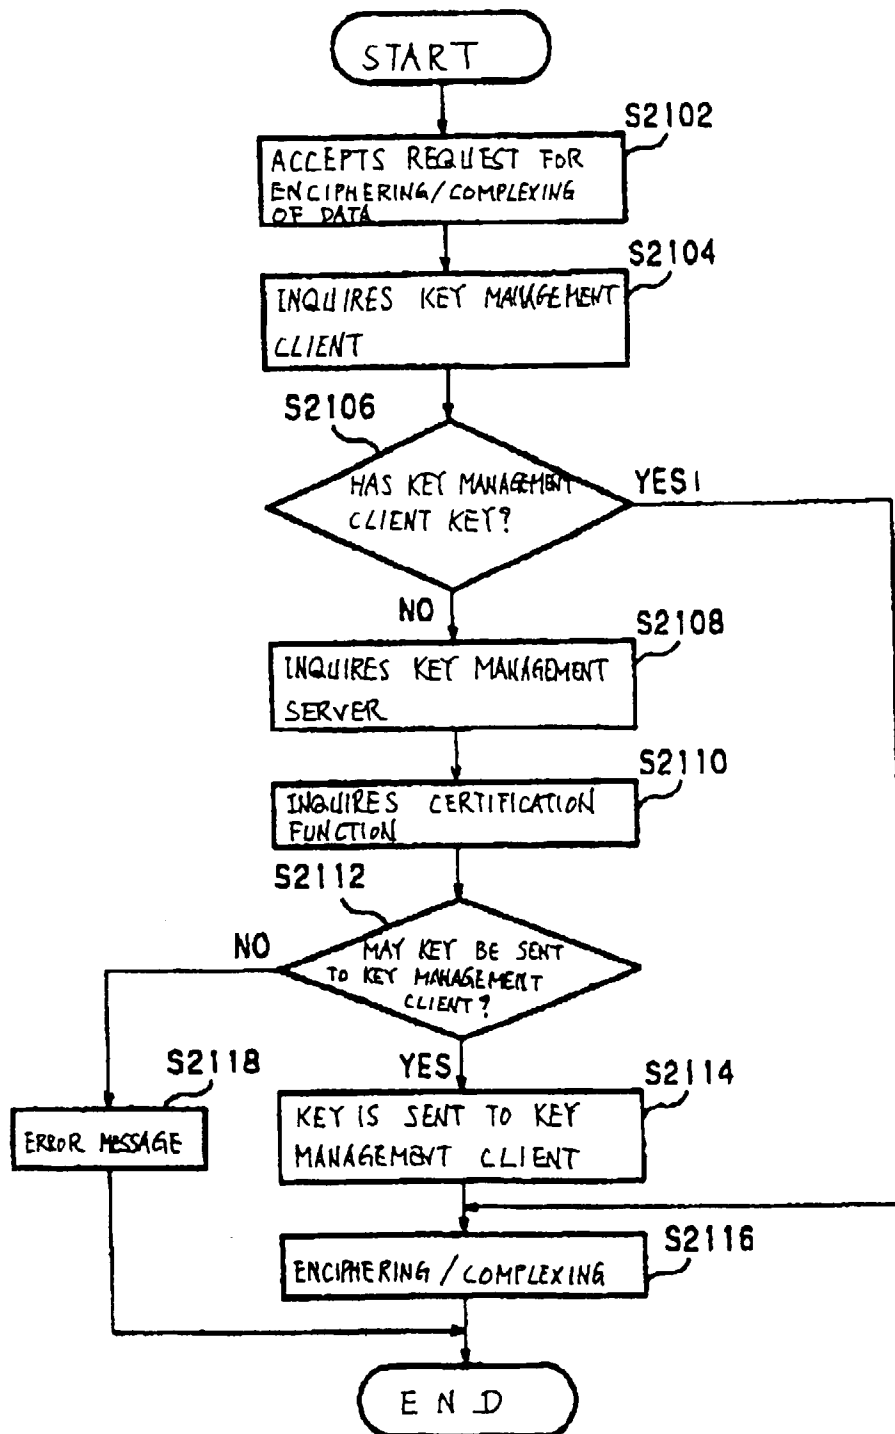 START
S2102
ACCEPTS REQUEST FOR
ENCIPHERING/COMPLEXING
OF DATA
S2104
INQUIRES KEY MANAGEMENT
CLIENT
S2106
HAS KEY MANAGEMENT
CLIENT KEY?
YES
NO
S2108
INQUIRES KEY MANAGEMENT
SERVER
S2110
INQUIRES CERTIFICATION
FUNCTION
S2112
NO
MAY KEY BE SENT
TO KEY MANAGEMENT
CLIENT?
YES
S2118
ERROR MESSAGE
S2114
KEY IS SENT TO KEY
MANAGEMENT CLIENT
S2116
ENCIPHERING/COMPLEXING
END